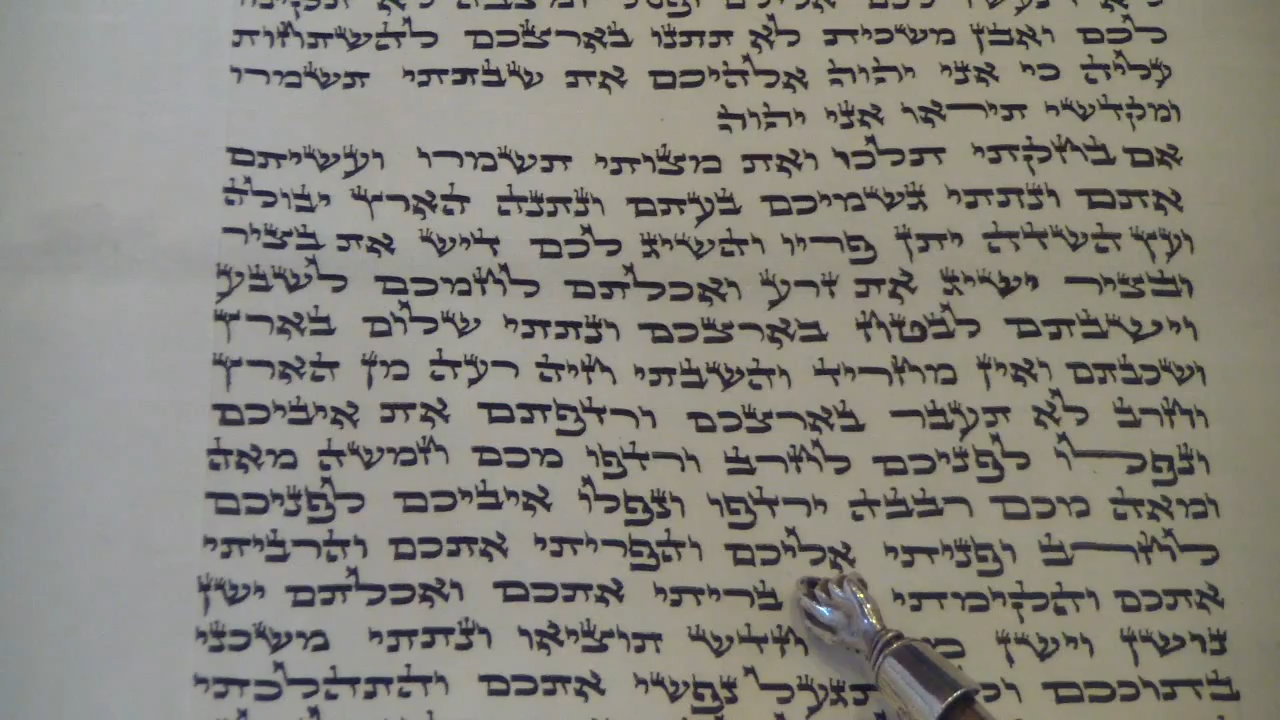 לכם ואבן משכית לא תתנו בארצכם להשתחות
עליה כי אני יהוה אלהיכם את שבתתי תשמרו
ומקדשי תיראו אני יהוה
אם בחקתי תלכו ואת מצותי תשמרו ועשיתם
אתם ונתתי גשמיכם בעתם ונתנה הארץ יבולה
ועץ השדה יתן פריו והשיג לכם דיש את בציר
ובציר ישיג את זרע ואכלתם לחמכם לשבע
וישבתם לבטח בארצכם ונתתי שלום בארץ
ושכבתם ואין מחריד והשבתי חיה רעה מן הארץ
וחרב לא תעבר בארצכם ורדפתם את איביכם
ונפלו לפניכם לחרב ורדפו מכם חמשה מאה
ומאה מכם רבבה ירדפו ונפלו איביכם לפניכם
לחרב ופניתי אליכם והפריתי אתכם והרביתי
אתכם והקימתי בריתי אתכם ואכלתם ישן
נושן וישן חדש תוציאו ונתתי משכני
בתוככם תגעל נפשי אתכם והתהלכתי